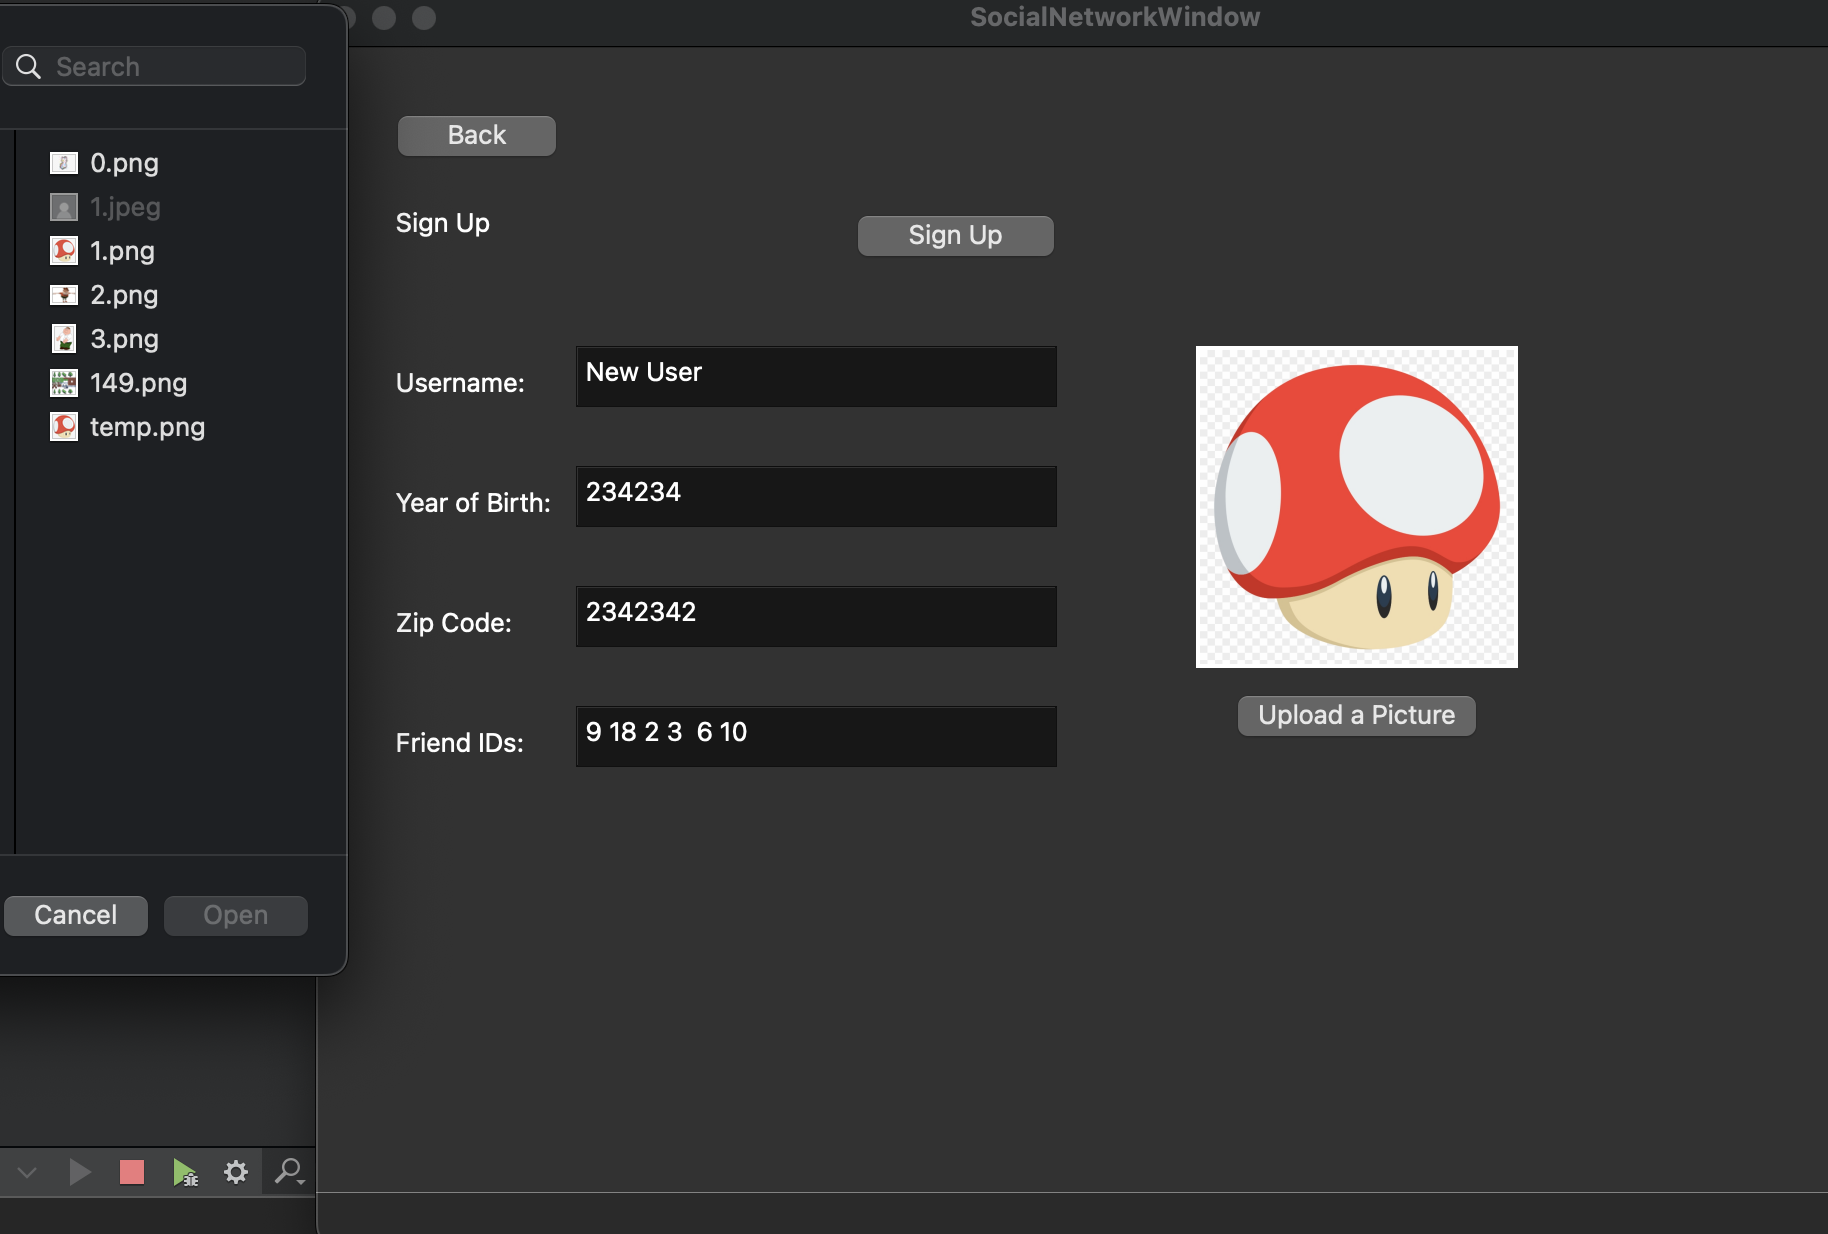 Search
0.png
1.jpeg
1.png
2.png
3.png
149.png
temp.png
Cancel
Open
SocialNetworkWindow
Back
Sign Up
Sign Up
Username:
New User
Year of Birth:
234234
Zip Code:
2342342
Friend IDs:
9 18 2 3  6 10
Upload a Picture